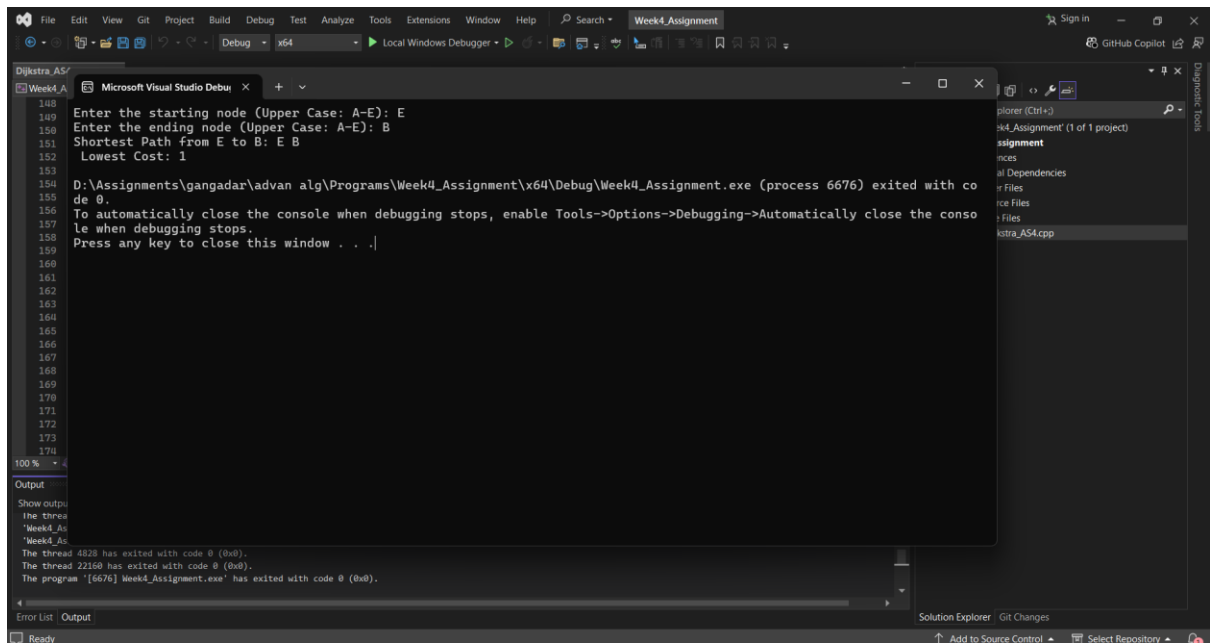 File Edit View Git Project Build Debug Test Analyze Tools Extensions Window Help Search Week4_Assignment Sign in
Debug x64 Local Windows Debugger GitHub Copilot
Dijkstra_AS4
Week4_A
Microsoft Visual Studio Debug
Enter the starting node (Upper Case: A-E): E
Enter the ending node (Upper Case: A-E): B
Shortest Path from E to B: E B
Lowest Cost: 1
D:\Assignments\gangadar\advan alg\Programs\Week4_Assignment\x64\Debug\Week4_Assignment.exe (process 6676) exited with co
de 0.
To automatically close the console when debugging stops, enable Tools->Options->Debugging->Automatically close the conso
le when debugging stops.
Press any key to close this window . . .
148
149
150
151
152
153
154
155
156
157
158
159
160
161
162
163
164
165
166
167
168
169
170
171
172
173
174
100 %
plorer (Ctrl+;)
ek4_Assignment' (1 of 1 project)
ssignment
nces
al Dependencies
er Files
rce Files
e Files
kstra_AS4.cpp
Diagnostic Tools
Output
Show outpu
The threa
'Week4_As
'Week4_As
The thread 4828 has exited with code 0 (0x0).
The thread 22160 has exited with code 0 (0x0).
The program '[6676] Week4_Assignment.exe' has exited with code 0 (0x0).
Error List Output
Solution Explorer Git Changes
Ready Add to Source Control Select Repository